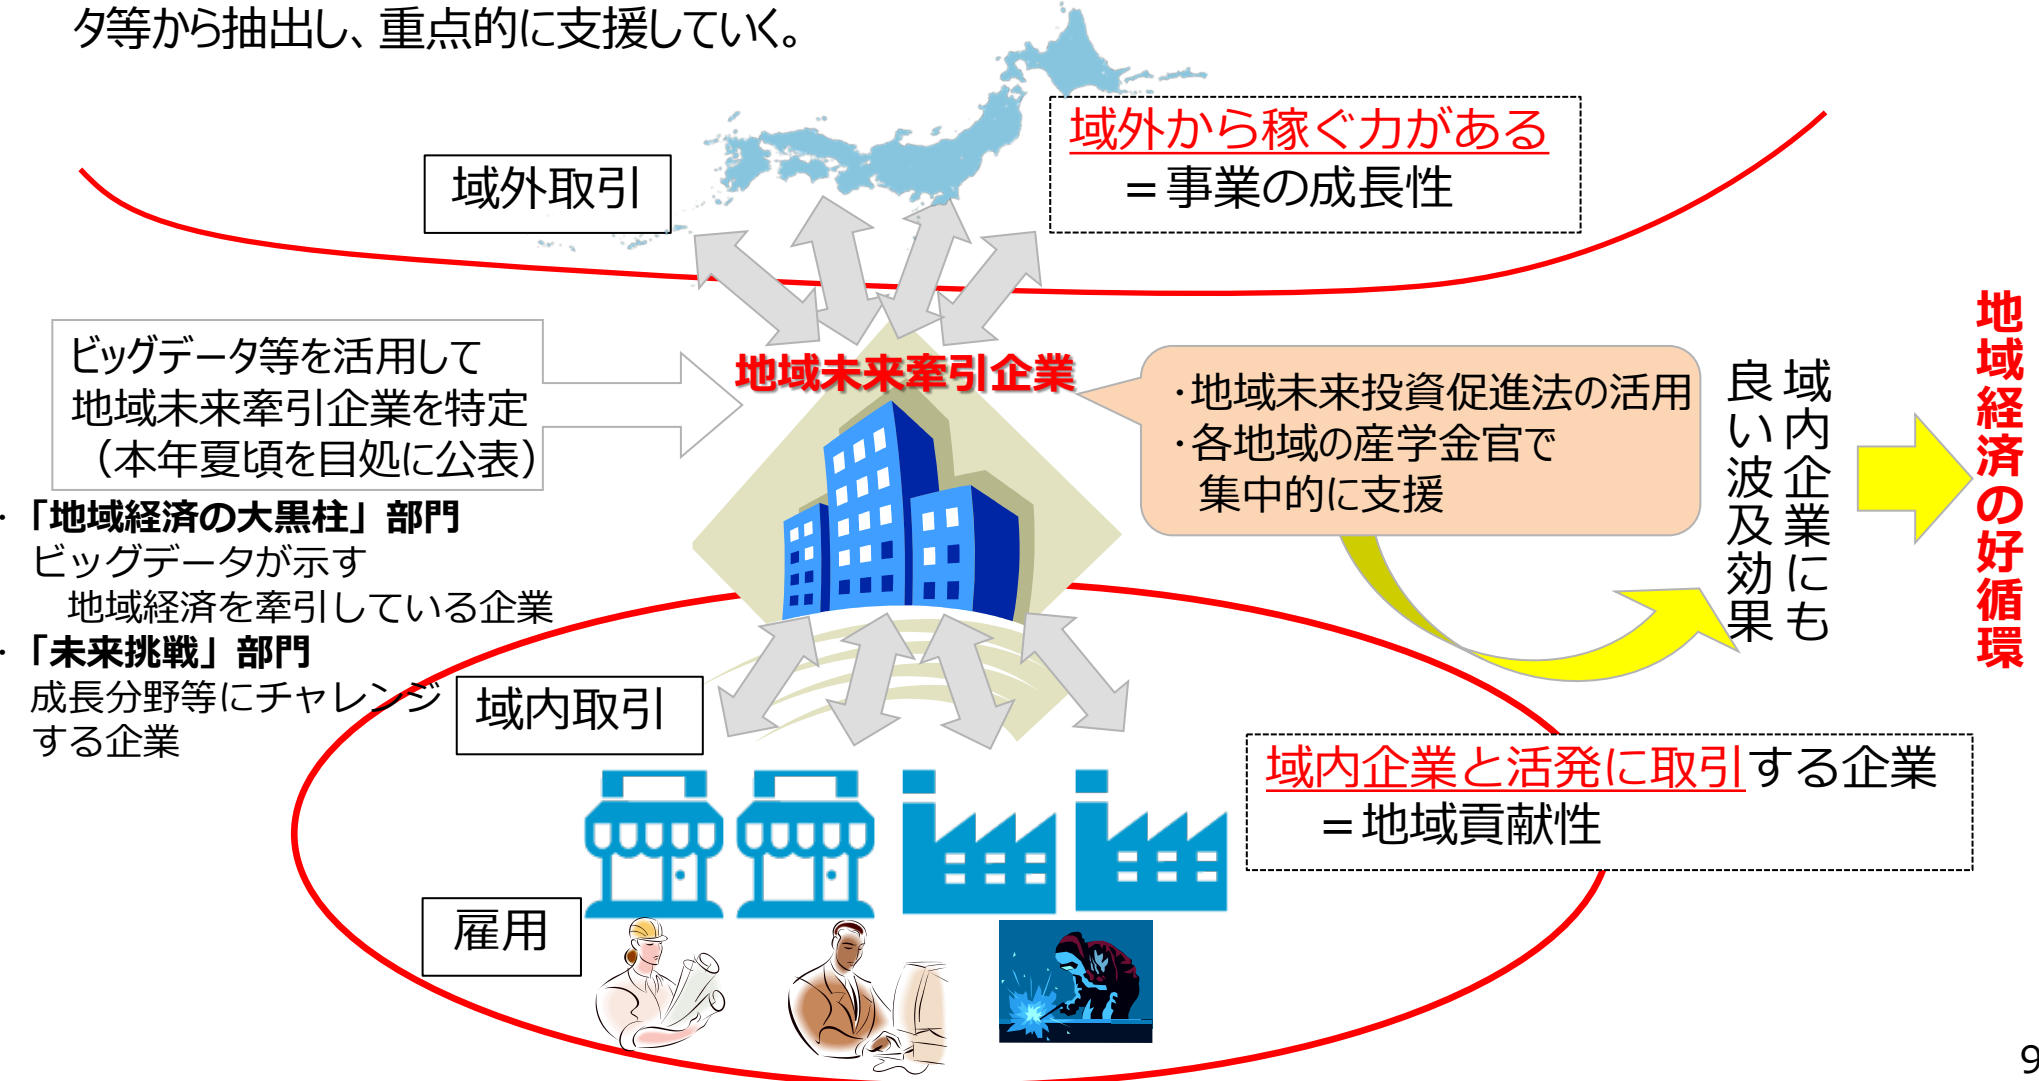 タ等から抽出し、重点的に支援していく。
域外取引
域外から稼ぐ力がある
＝事業の成長性
ビッグデータ等を活用して
地域未来牽引企業を特定
（本年夏頃を目処に公表）
・「地域経済の大黒柱」部門
ビッグデータが示す
地域経済を牽引している企業
・「未来挑戦」部門
成長分野等にチャレンジ
する企業
地域未来牽引企業
・地域未来投資促進法の活用
・各地域の産学金官で
集中的に支援
域内企業にも
良い波及効果
地域経済の好循環
域内取引
域内企業と活発に取引する企業
＝地域貢献性
雇用
9